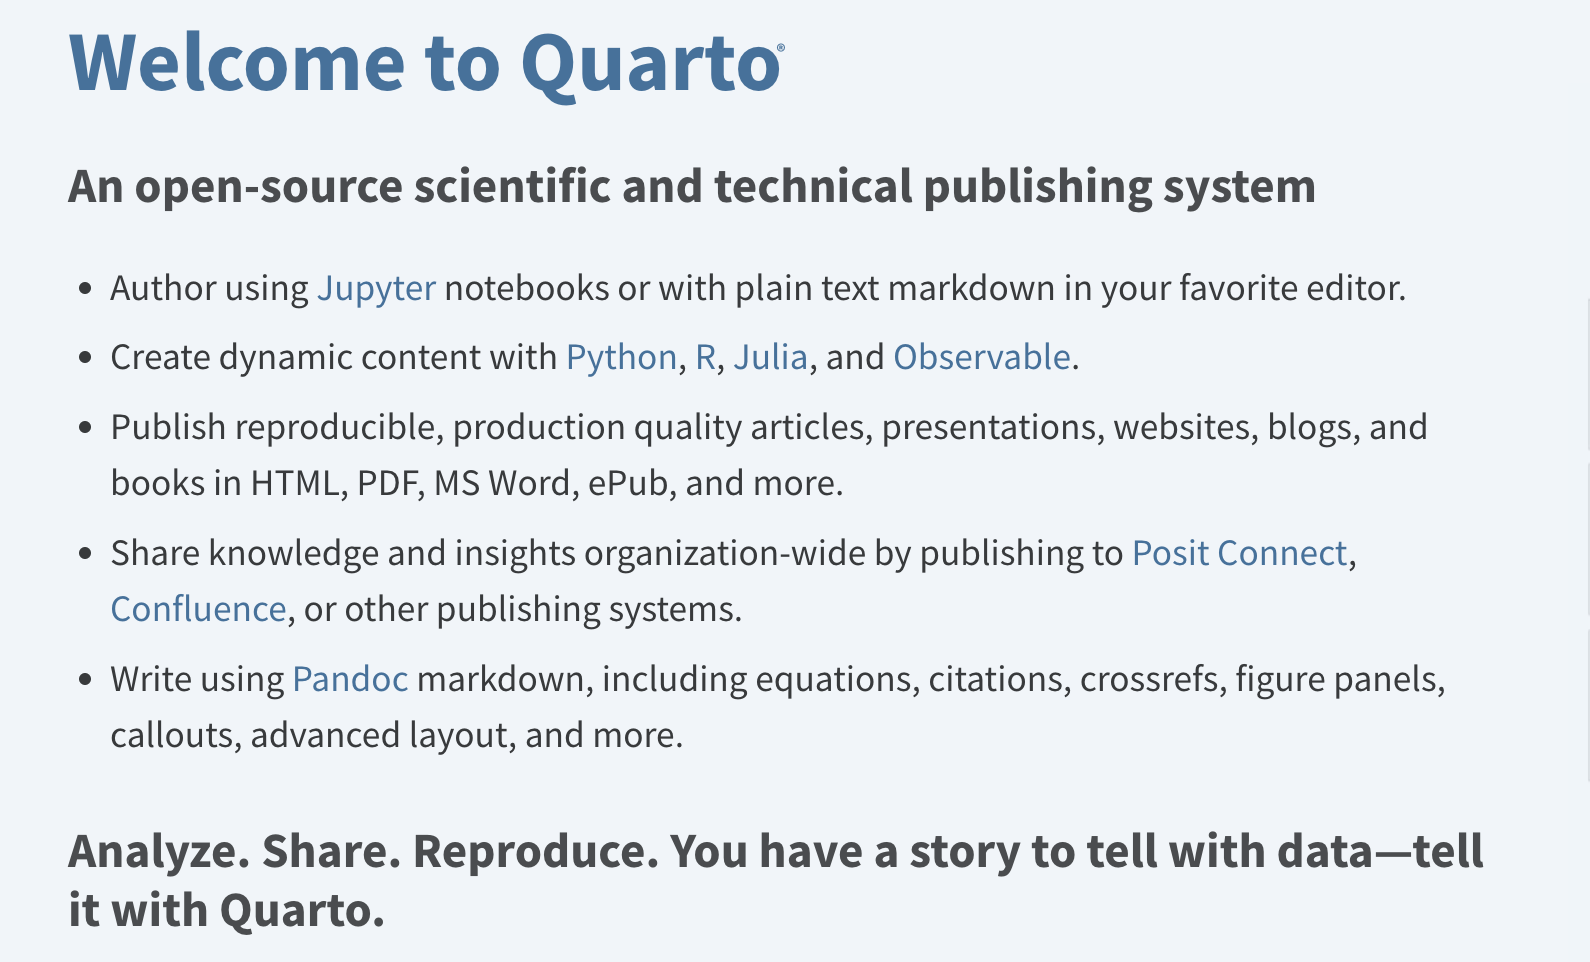 Welcome to Quarto®
An open-source scientific and technical publishing system
• Author using Jupyter notebooks or with plain text markdown in your favorite editor.
• Create dynamic content with Python, R, Julia, and Observable.
• Publish reproducible, production quality articles, presentations, websites, blogs, and
books in HTML, PDF, MS Word, ePub, and more.
• Share knowledge and insights organization-wide by publishing to Posit Connect,
Confluence, or other publishing systems.
• Write using Pandoc markdown, including equations, citations, crossrefs, figure panels,
callouts, advanced layout, and more.
Analyze. Share. Reproduce. You have a story to tell with data—tell
it with Quarto.